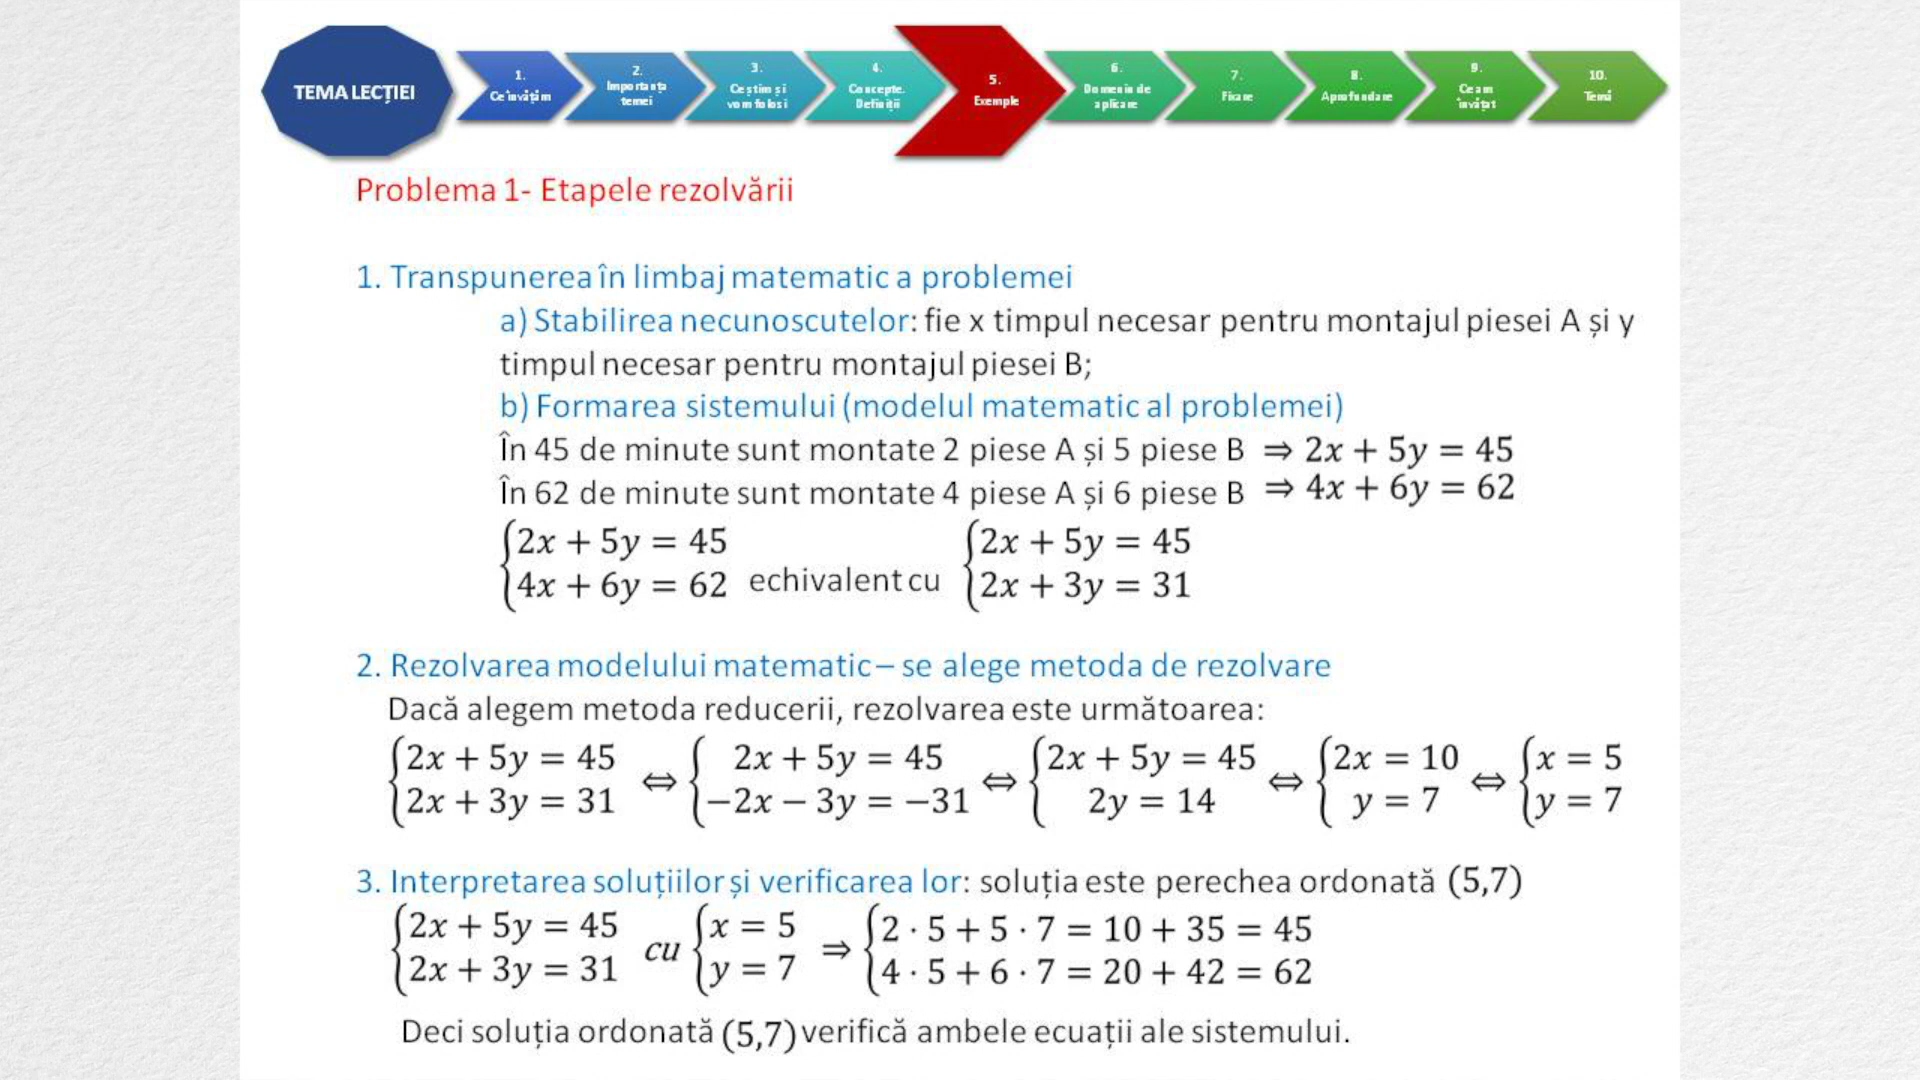 TEMA LECȚIEI
1.
Ce învățăm
2.
Importanța
temei
3.
Ce știm și
vom folosi
4.
Concepte.
Definiții
5.
Exemple
6.
Domenii de
aplicare
7.
Fixare
8.
Aprofundare
9.
Ce am
învățat
10.
Temă
Problema 1- Etapele rezolvării
1. Transpunerea în limbaj matematic a problemei
a) Stabilirea necunoscutelor: fie x timpul necesar pentru montajul piesei A și y
timpul necesar pentru montajul piesei B;
b) Formarea sistemului (modelul matematic al problemei)
În 45 de minute sunt montate 2 piese A și 5 piese B ⇒ 2x + 5y = 45
În 62 de minute sunt montate 4 piese A și 6 piese B ⇒ 4x + 6y = 62
{2x + 5y = 45 {2x + 5y = 45
4x + 6y = 62 echivalent cu 2x + 3y = 31
2. Rezolvarea modelului matematic – se alege metoda de rezolvare
Dacă alegem metoda reducerii, rezolvarea este următoarea:
{2x + 5y = 45 ⇔ { 2x + 5y = 45 ⇔ {2x + 5y = 45 ⇔ {2x = 10 ⇔ {x = 5
2x + 3y = 31 −2x − 3y = −31 2y = 14 y = 7 y = 7
3. Interpretarea soluțiilor și verificarea lor: soluția este perechea ordonată (5,7)
{2x + 5y = 45 cu {x = 5 ⇒ {2 · 5 + 5 · 7 = 10 + 35 = 45
2x + 3y = 31 y = 7 4 · 5 + 6 · 7 = 20 + 42 = 62
Deci soluția ordonată (5,7) verifică ambele ecuații ale sistemului.